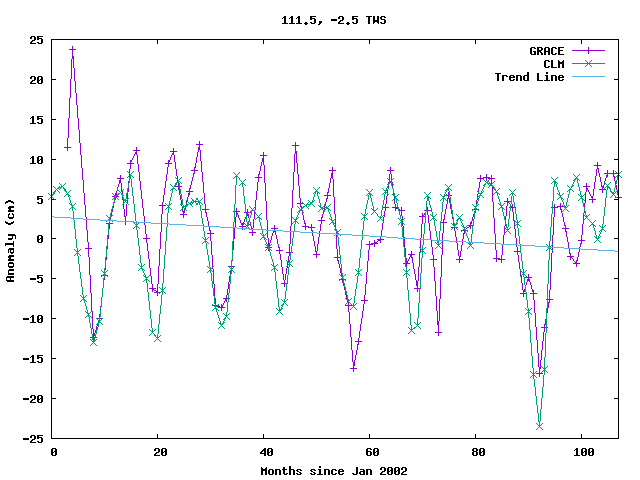 111.5, -2.5 TWS
GRACE
CLM
Trend Line
Anomaly (cm)
25
20
15
10
5
0
-5
-10
-15
-20
-25
0 20 40 60 80 100
Months since Jan 2002